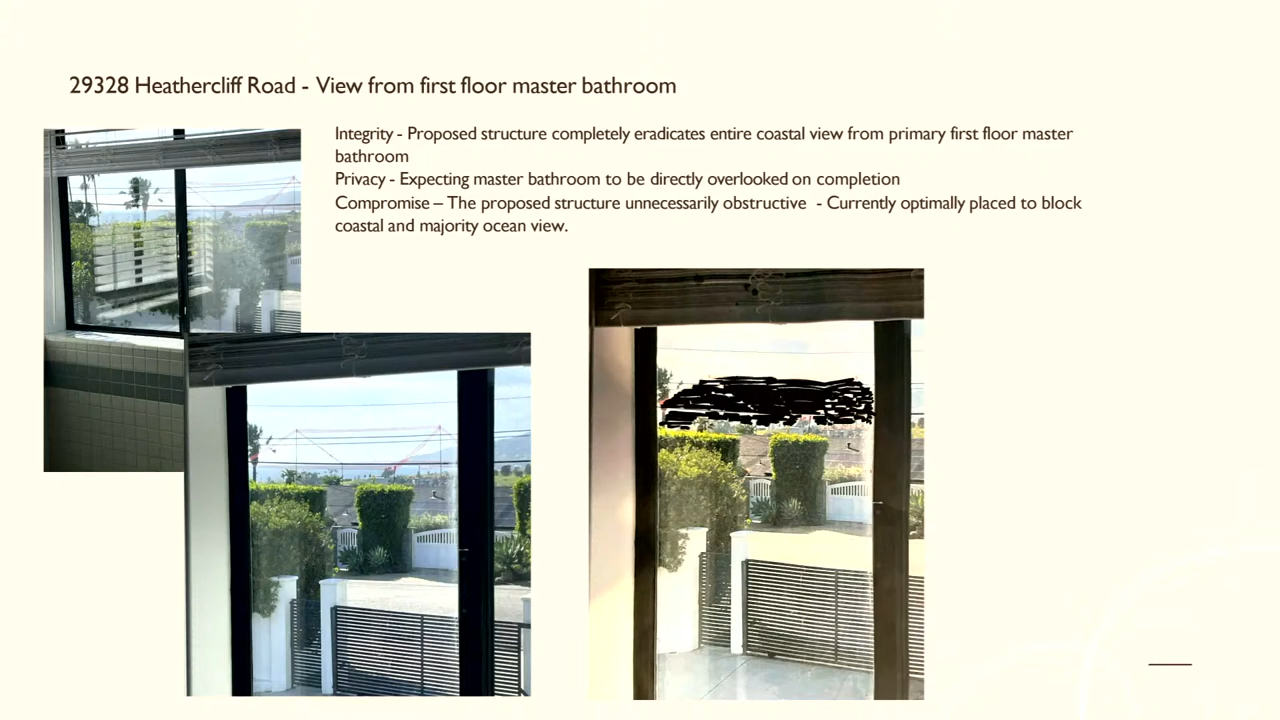 29328 Heathercliff Road - View from first floor master bathroom
Integrity - Proposed structure completely eradicates entire coastal view from primary first floor master
bathroom
Privacy - Expecting master bathroom to be directly overlooked on completion
Compromise – The proposed structure unnecessarily obstructive - Currently optimally placed to block
coastal and majority ocean view.